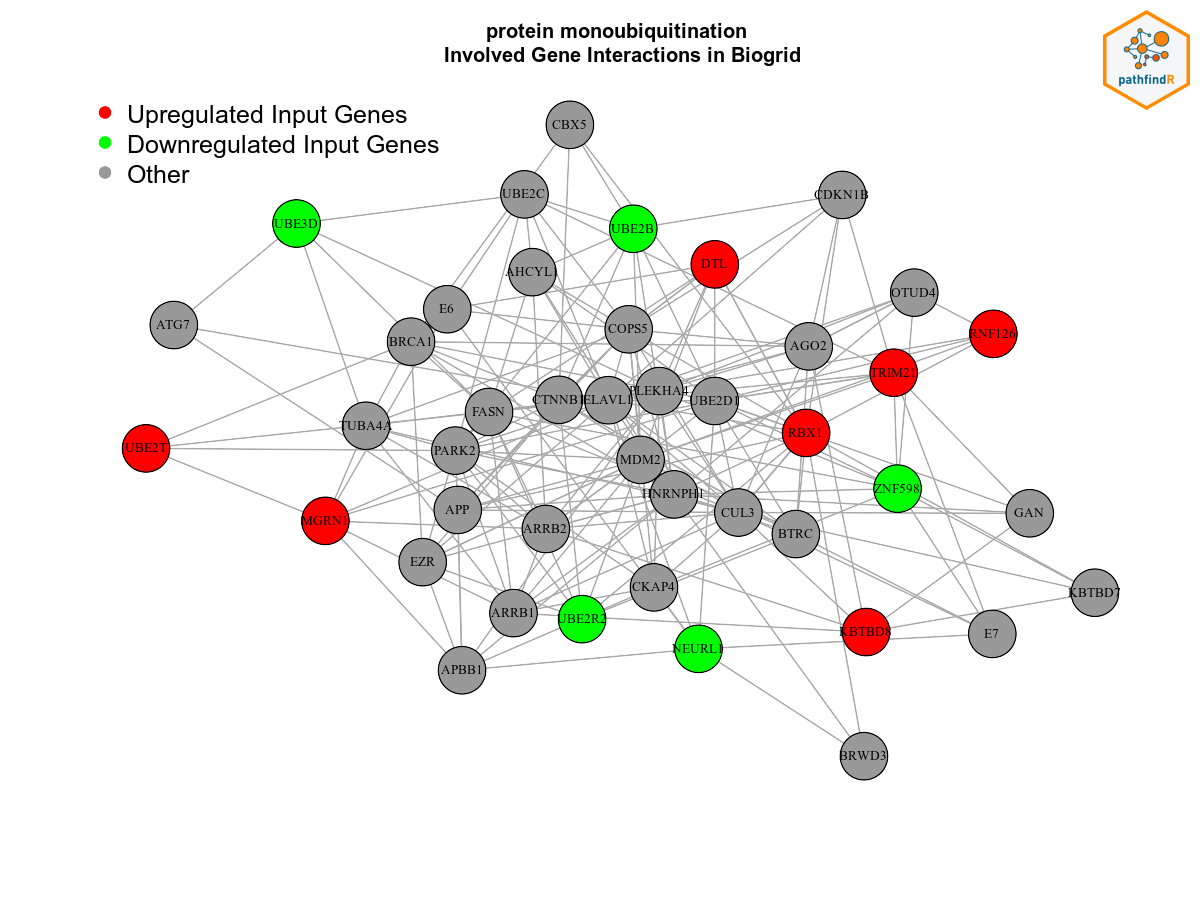 protein monoubiquitination
Involved Gene Interactions in Biogrid
pathfindR
Upregulated Input Genes
Downregulated Input Genes
Other
CBX5
UBE2C
CDKN1B
UBE3D
UBE2B
DTL
AHCYL1
OTUD4
E6
ATG7
COPS5
RNF126
BRCA1
AGO2
TRIM21
PLEKHA4
CTNNB1
ELAVL1
UBE2D1
FASN
TUBA4A
RBX1
UBE2T
PARK2
MDM2
ZNF598
HNRNPH1
APP
CUL3
GAN
MGRN1
ARRB2
BTRC
EZR
CKAP4
KBTBD7
ARRB1
UBE2R2
KBTBD8
E7
NEURL1
APBB1
BRWD3